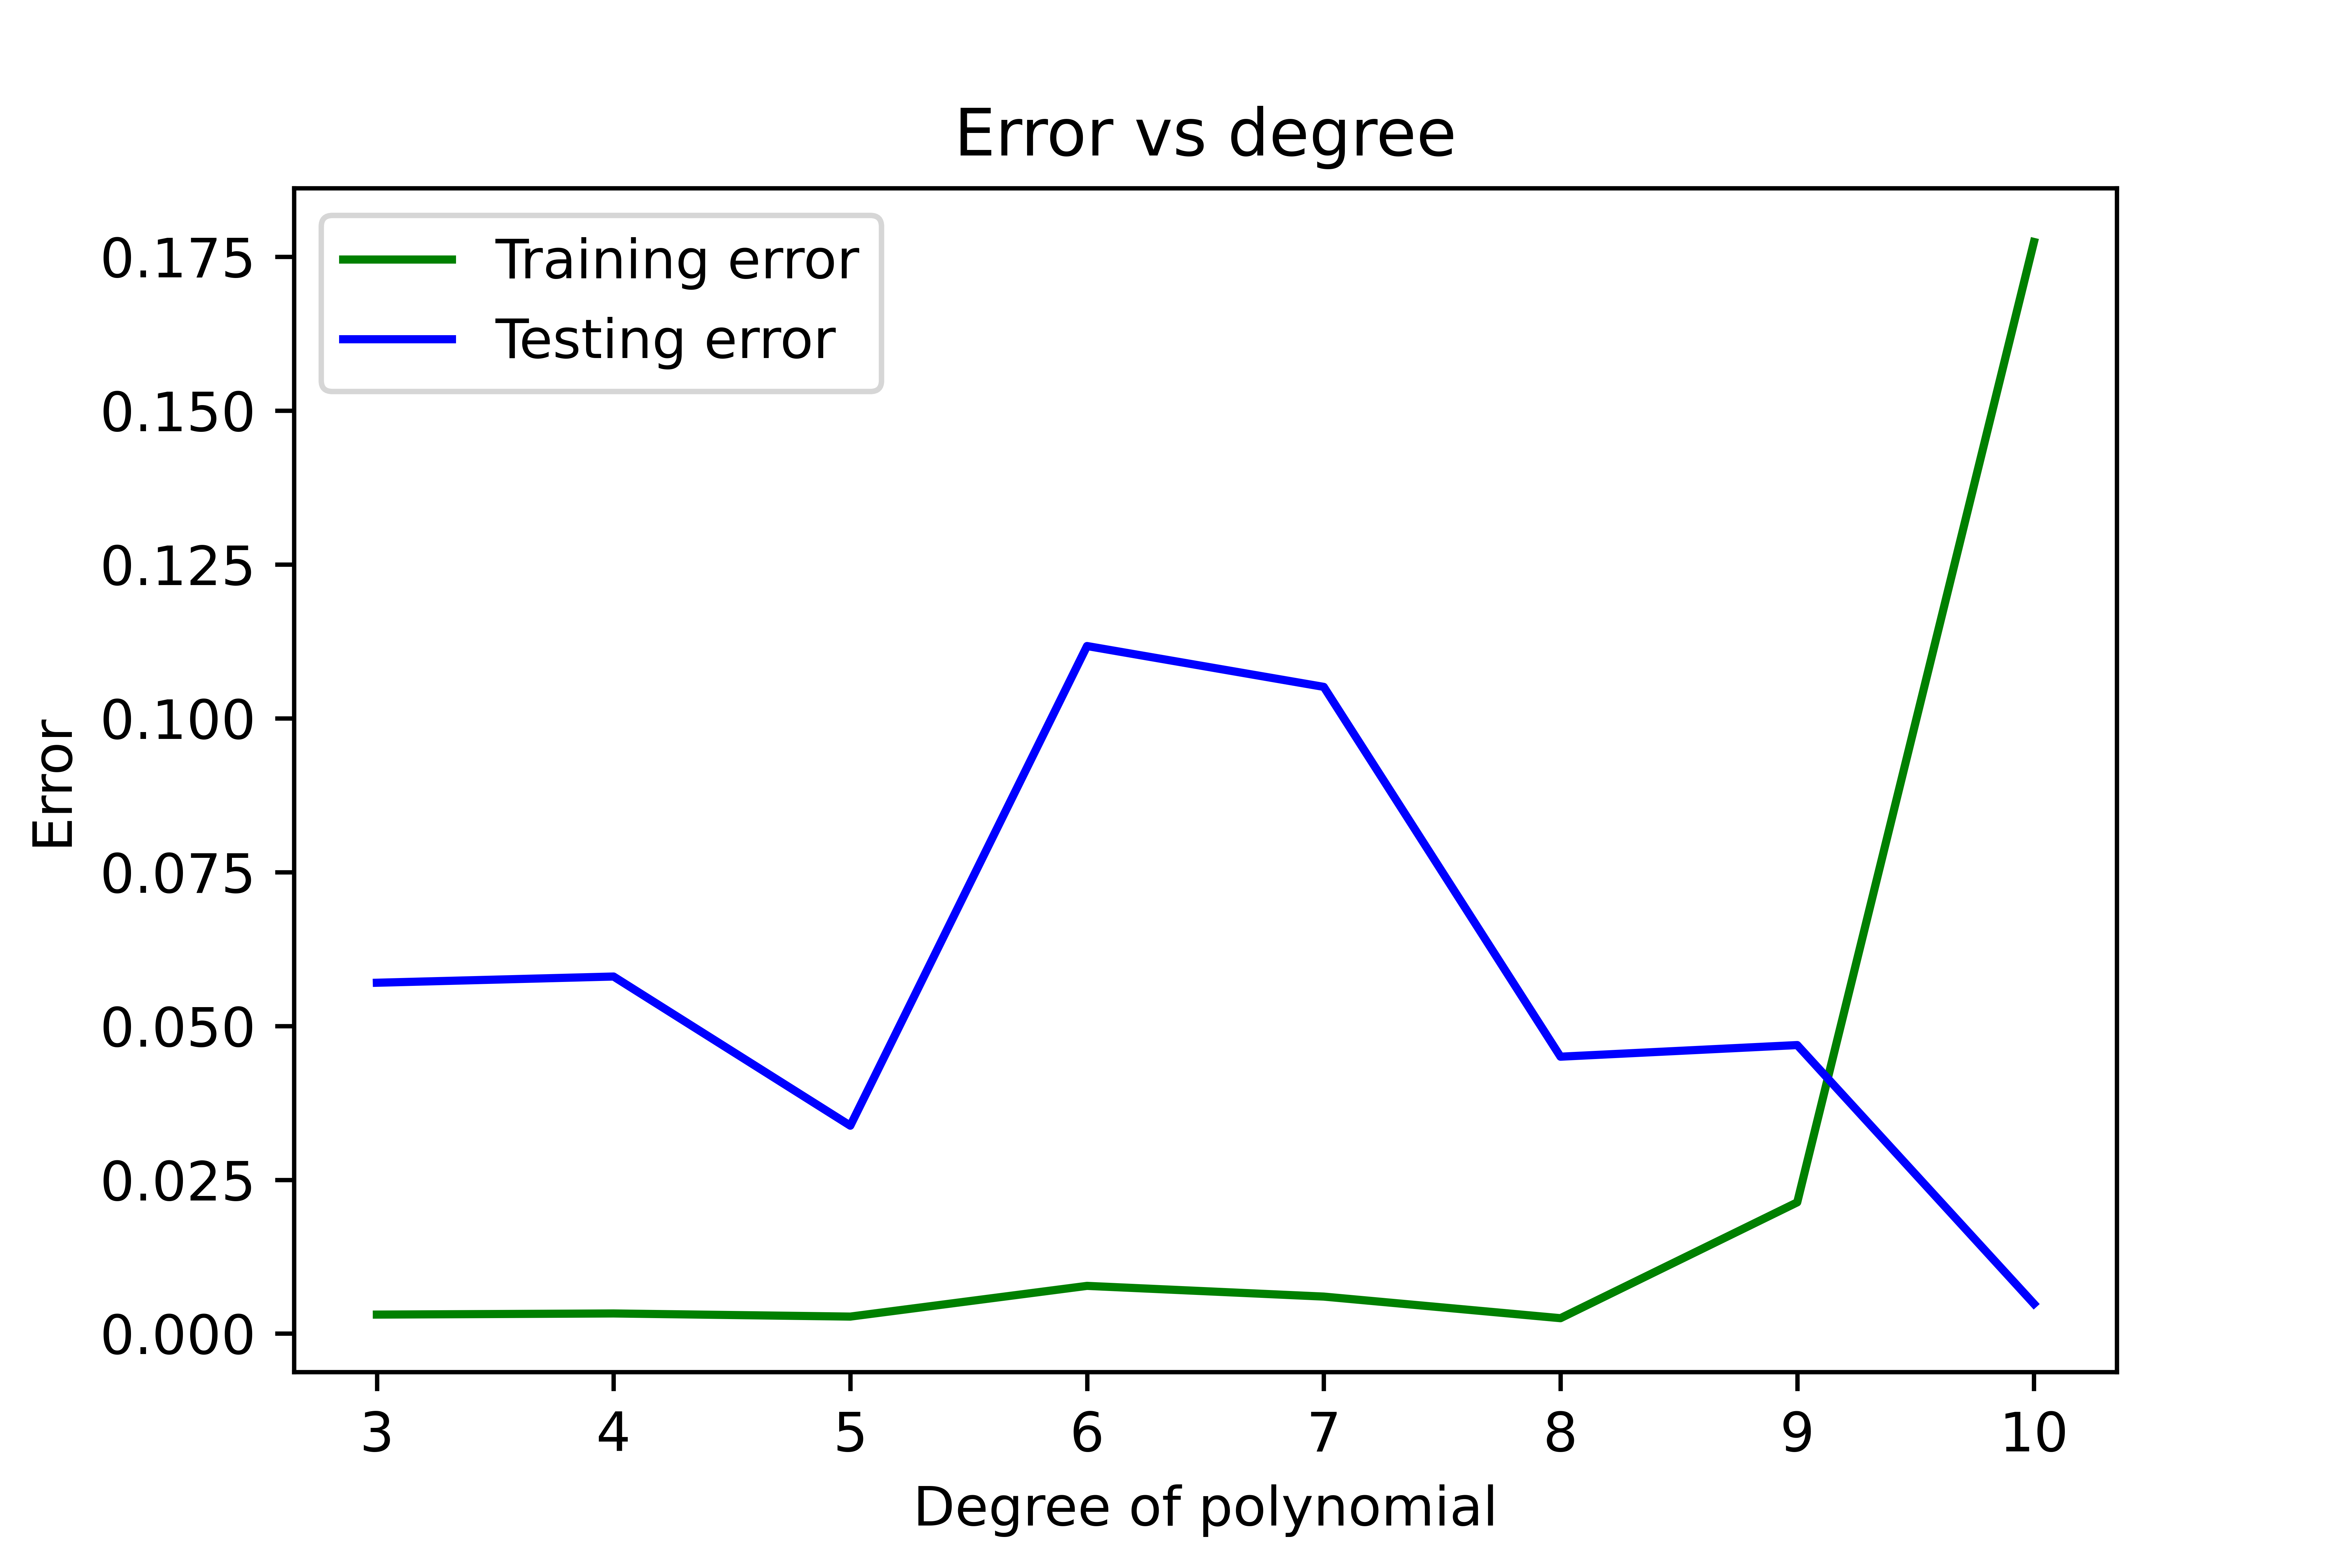 Error vs degree
Training error
Testing error
0.175
0.150
0.125
0.100
0.075
0.050
0.025
0.000
Error
3 4 5 6 7 8 9 10
Degree of polynomial